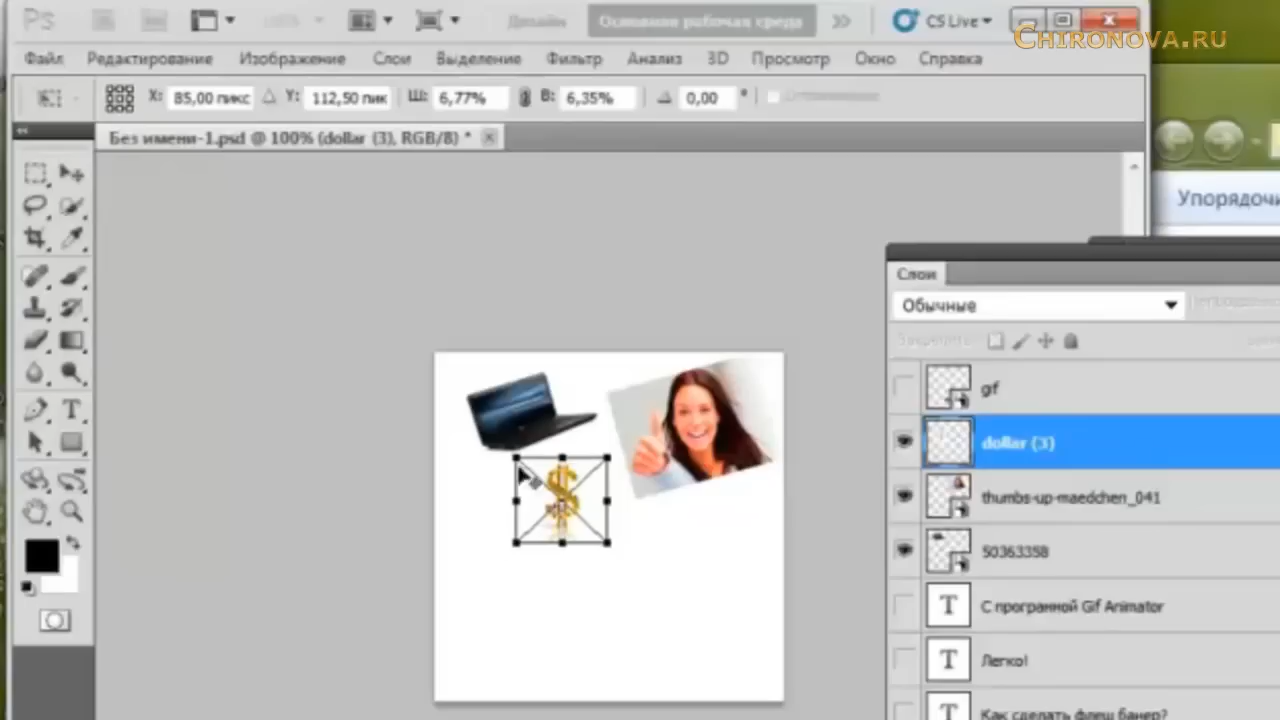 Ps Дизайн Основная рабочая среда CS Live
CHIRONOVA.RU
Файл Редактирование Изображение Слои Выделение Фильтр Анализ 3D Просмотр Окно Справка
X: 85,00 пикс Y: 112,50 пик Ш: 6,77% В: 6,35% 0,00 °
Без имени-1.psd @ 100% (dollar (3), RGB/8) *
Упорядочи
Слои
Обычные
gif
dollar (3)
thumbs-up-maedchen_041
50363358
T С програмой Gif Animator
T Легко!
T Как сделать флеш банер?